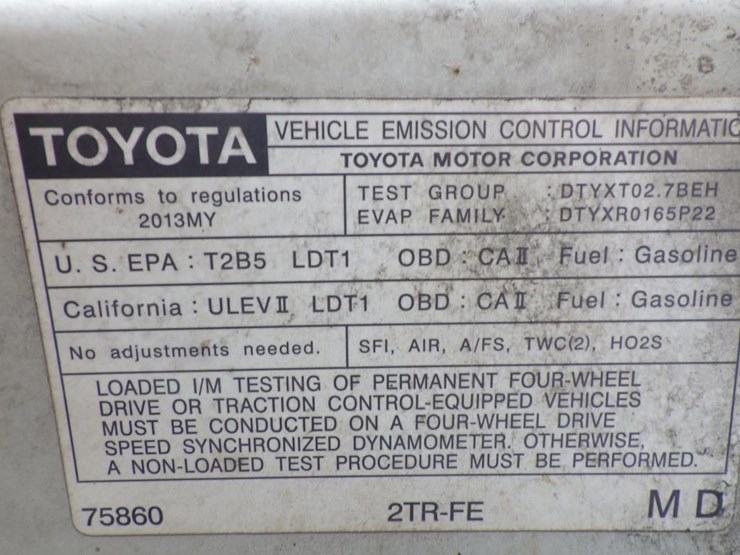 TOYOTA
VEHICLE EMISSION CONTROL INFORMATIO
TOYOTA MOTOR CORPORATION
Conforms to regulations
2013MY
TEST GROUP : DTYXT02.7BEH
EVAP FAMILY : DTYXR0165P22
U. S. EPA : T2B5 LDT1 OBD : CAⅡ Fuel : Gasoline
California : ULEVⅡ LDT1 OBD : CAⅡ Fuel : Gasoline
No adjustments needed.
SFI, AIR, A/FS, TWC(2), HO2S
LOADED I/M TESTING OF PERMANENT FOUR-WHEEL
DRIVE OR TRACTION CONTROL-EQUIPPED VEHICLES
MUST BE CONDUCTED ON A FOUR-WHEEL DRIVE
SPEED SYNCHRONIZED DYNAMOMETER. OTHERWISE,
A NON-LOADED TEST PROCEDURE MUST BE PERFORMED.
75860 2TR-FE MD